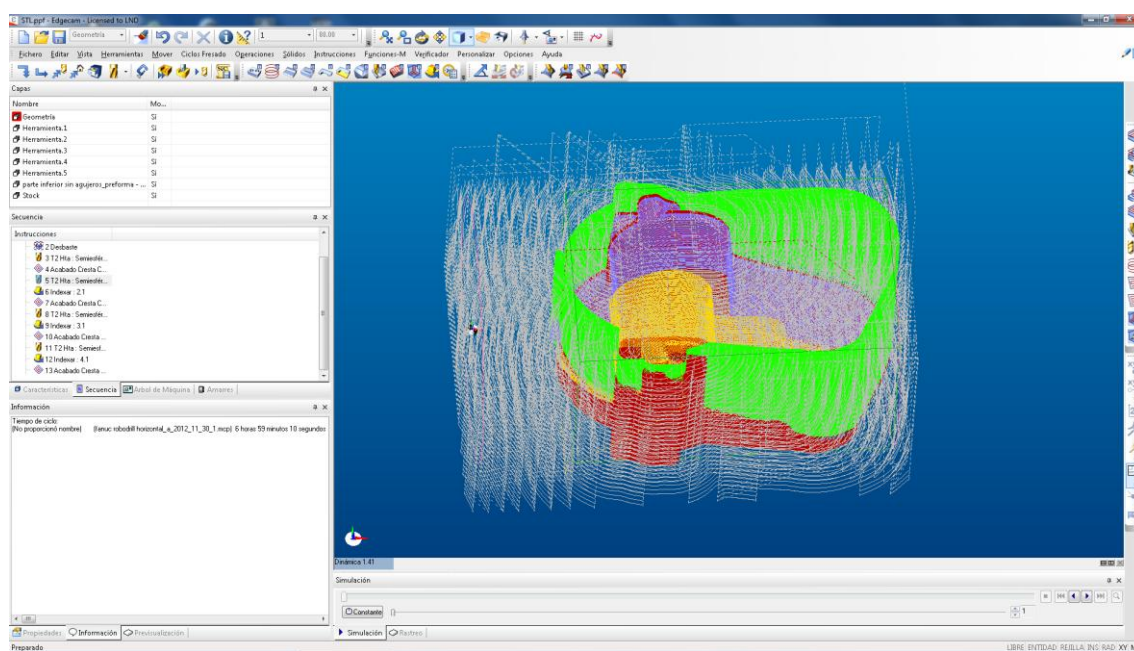 STL.ppf - Edgecam - Licensed to LND
Geometría
1
Fichero Editar Vista Herramientas Mover Ciclos Fresado Operaciones Sólidos Instrucciones Funciones-M Verificador Personalizar Opciones Ayuda
Capas
Nombre Mo...
Geometría Sí
Herramienta.1 Sí
Herramienta.2 Sí
Herramienta.3 Sí
Herramienta.4 Sí
Herramienta.5 Sí
parte inferior sin agujeros_preforma - ... Sí
Stock Sí
Secuencia
Instrucciones
2 Desbaste
3 T2 Hta : Semiesfér...
4 Acabado Cresta C...
5 T2 Hta : Semiesfér...
6 Indexar : 2.1
7 Acabado Cresta C...
8 T2 Hta : Semiesfér...
9 Indexar : 3.1
10 Acabado Cresta ...
11 T2 Hta : Semiesf...
12 Indexar : 4.1
13 Acabado Cresta ...
Características Secuencia Árbol de Máquina Amarres
Información
Tiempo de ciclo:
(No proporcionó nombre) (fanuc robodrill horizontal_a_2012_11_30_1.mcp) 6 horas 59 minutos 10 segundos
Propiedades Información Previsualización
Preparado
Dinámica 1.41
Simulación
Constante
1
Simulación Rastreo
LIBRE ENTIDAD REJILLA INS RAD XY